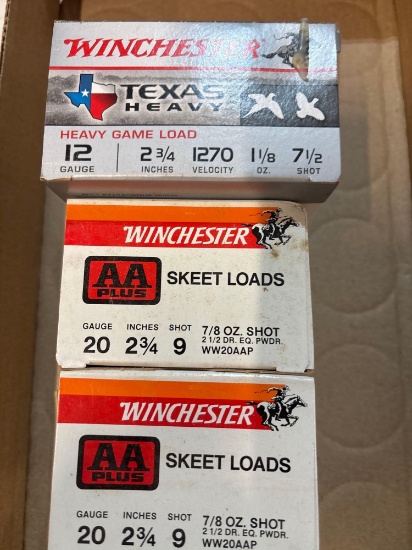 WINCHESTER
TEXAS
HEAVY
HEAVY GAME LOAD
12 2 3/4 1270 1 1/8 7 1/2
GAUGE INCHES VELOCITY OZ. SHOT
WINCHESTER
AA
PLUS
SKEET LOADS
GAUGE INCHES SHOT 7/8 OZ. SHOT
20 2 3/4 9 2 1/2 DR. EQ. PWDR.
WW20AAP
WINCHESTER
AA
PLUS
SKEET LOADS
GAUGE INCHES SHOT 7/8 OZ. SHOT
20 2 3/4 9 2 1/2 DR. EQ. PWDR.
WW20AAP